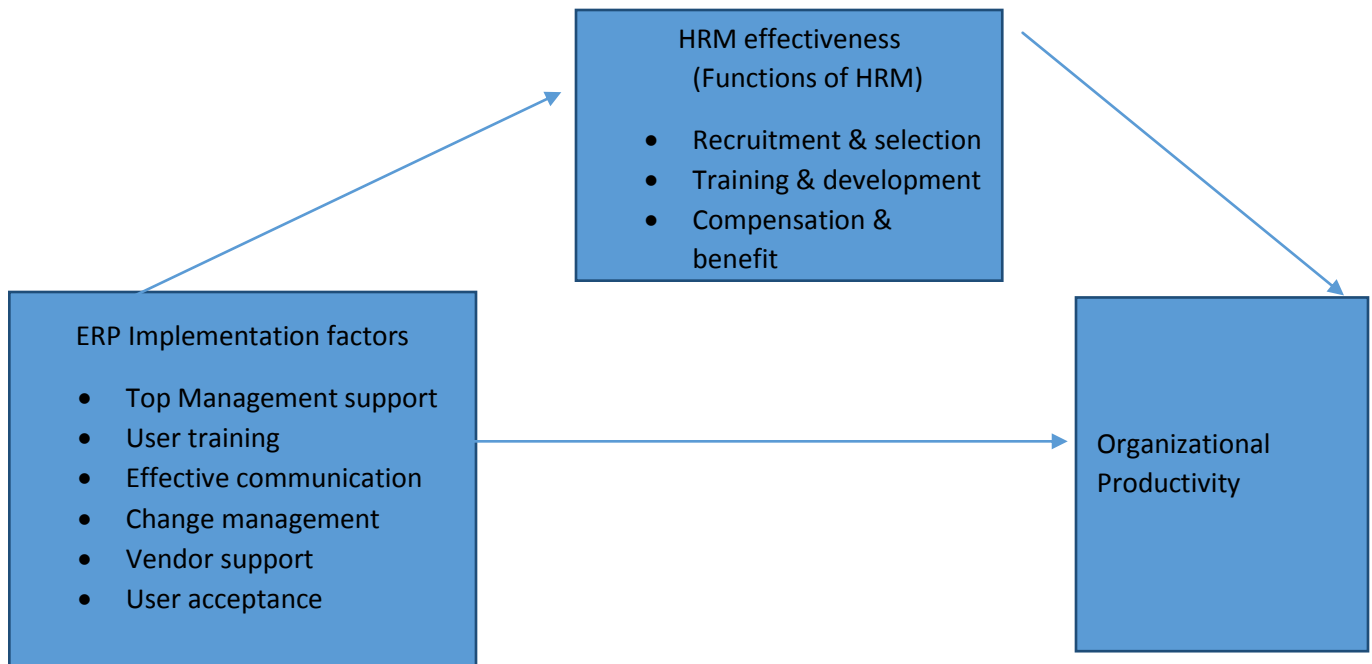 HRM effectiveness
(Functions of HRM)
• Recruitment & selection
• Training & development
• Compensation &
benefit
ERP Implementation factors
• Top Management support
• User training
• Effective communication
• Change management
• Vendor support
• User acceptance
Organizational
Productivity